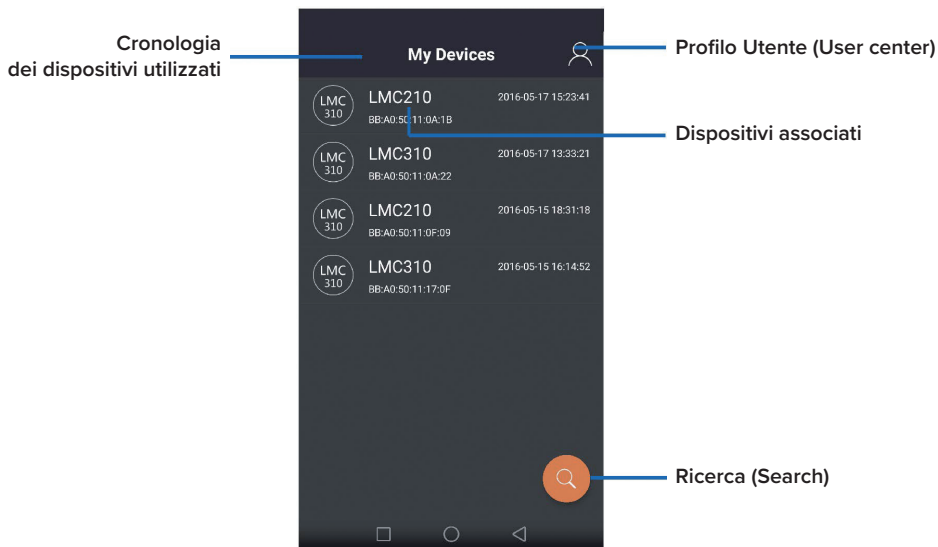 Cronologia
dei dispositivi utilizzati
My Devices
Profilo Utente (User center)
LMC
310
LMC210
2016-05-17 15:23:41
BB:A0:50:11:0A:1B
Dispositivi associati
LMC
310
LMC310
2016-05-17 13:33:21
BB:A0:50:11:0A:22
LMC
310
LMC210
2016-05-15 18:31:18
BB:A0:50:11:0F:09
LMC
310
LMC310
2016-05-15 16:14:52
BB:A0:50:11:17:0F
Ricerca (Search)